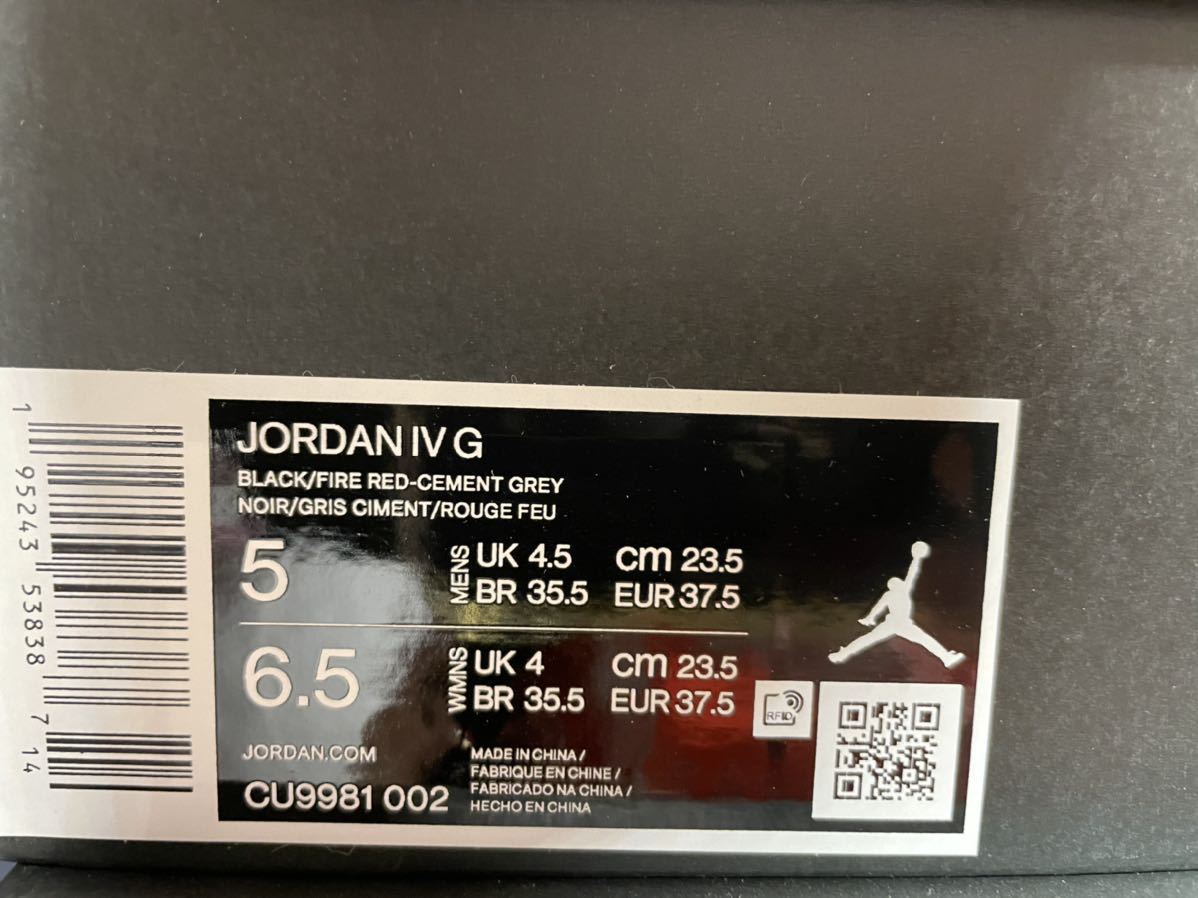 1 95243 53838 7 14
JORDAN IV G
BLACK/FIRE RED-CEMENT GREY
NOIR/GRIS CIMENT/ROUGE FEU
5 MENS UK 4.5 cm 23.5
BR 35.5 EUR 37.5
6.5 WMNS UK 4 cm 23.5
BR 35.5 EUR 37.5
RFID
JORDAN.COM
CU9981 002
MADE IN CHINA /
FABRIQUE EN CHINE /
FABRICADO NA CHINA /
HECHO EN CHINA